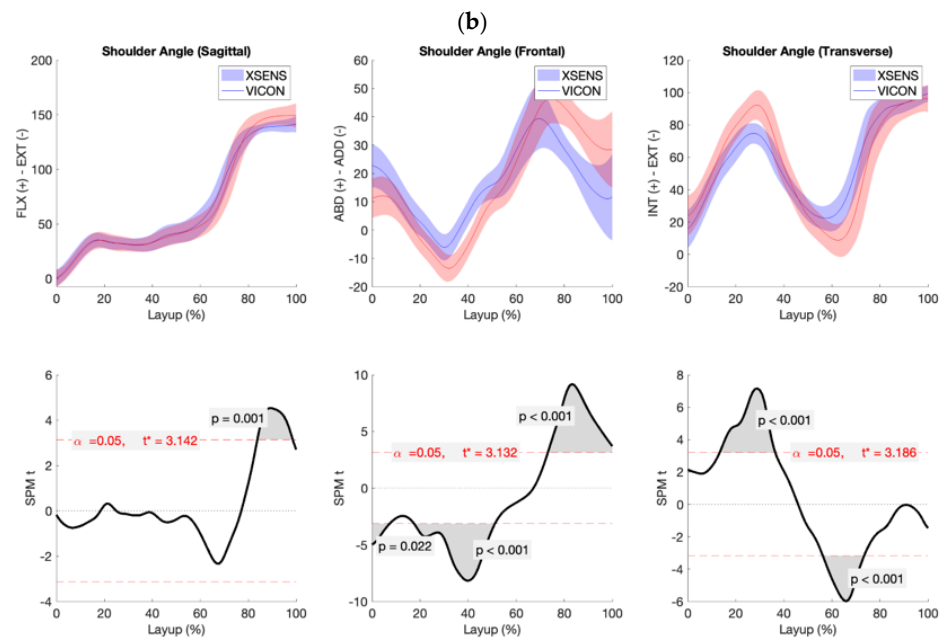 (b)
Shoulder Angle (Sagittal)
200
150
100
50
0
FLX (+) - EXT (-)
XSENS
VICON
0 20 40 60 80 100
Layup (%)
Shoulder Angle (Frontal)
60
50
40
30
20
10
0
-10
-20
ABD (+) - ADD (-)
XSENS
VICON
0 20 40 60 80 100
Layup (%)
Shoulder Angle (Transverse)
120
100
80
60
40
20
0
-20
INT (+) - EXT (-)
XSENS
VICON
0 20 40 60 80 100
Layup (%)
6
4
2
0
-2
-4
SPM t
p = 0.001
α =0.05, t* = 3.142
0 20 40 60 80 100
Layup (%)
10
5
0
-5
-10
SPM t
p < 0.001
α =0.05, t* = 3.132
p = 0.022
p < 0.001
0 20 40 60 80 100
Layup (%)
8
6
4
2
0
-2
-4
-6
SPM t
p < 0.001
α =0.05, t* = 3.186
p < 0.001
0 20 40 60 80 100
Layup (%)